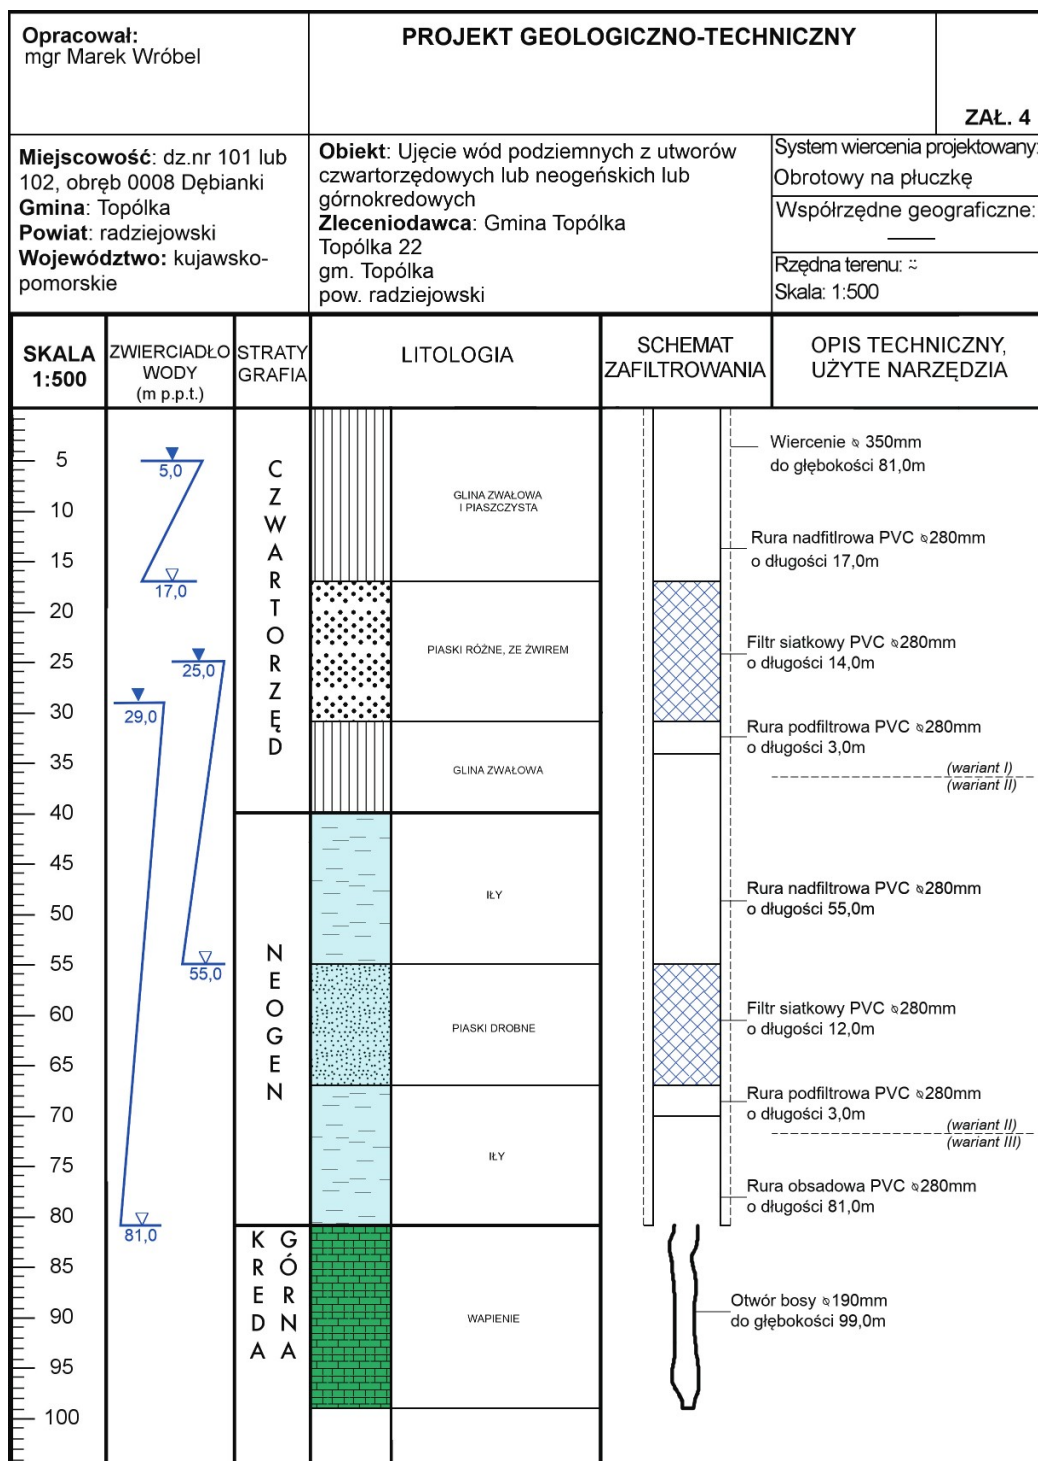 Opracował:
mgr Marek Wróbel
PROJEKT GEOLOGICZNO-TECHNICZNY
ZAŁ. 4
Miejscowość: dz.nr 101 lub
102, obręb 0008 Dębianki
Gmina: Topólka
Powiat: radziejowski
Województwo: kujawsko-
pomorskie
Obiekt: Ujęcie wód podziemnych z utworów
czwartorzędowych lub neogeńskich lub
górnokredowych
Zleceniodawca: Gmina Topólka
Topólka 22
gm. Topólka
pow. radziejowski
System wiercenia projektowany:
Obrotowy na płuczkę
Współrzędne geograficzne:
Rzędna terenu: ~
Skala: 1:500
SKALA
1:500
ZWIERCIADŁO
WODY
(m p.p.t.)
STRATY
GRAFIA
LITOLOGIA
SCHEMAT
ZAFILTROWANIA
OPIS TECHNICZNY,
UŻYTE NARZĘDZIA
5
10
15
20
25
30
35
40
45
50
55
60
65
70
75
80
85
90
95
100
5,0
17,0
25,0
29,0
55,0
81,0
CZWARTORZĘD
NEOGEN
KREDA
GÓRNA
GLINA ZWAŁOWA
I PIASZCZYSTA
PIASKI RÓŻNE, ZE ŻWIREM
GLINA ZWAŁOWA
IŁY
PIASKI DROBNE
IŁY
WAPIENIE
Wiercenie ⌀ 350mm
do głębokości 81,0m
Rura nadfitlrowa PVC ⌀280mm
o długości 17,0m
Filtr siatkowy PVC ⌀280mm
o długości 14,0m
Rura podfiltrowa PVC ⌀280mm
o długości 3,0m
(wariant I)
(wariant II)
Rura nadfiltrowa PVC ⌀280mm
o długości 55,0m
Filtr siatkowy PVC ⌀280mm
o długości 12,0m
Rura podfiltrowa PVC ⌀280mm
o długości 3,0m
(wariant II)
(wariant III)
Rura obsadowa PVC ⌀280mm
o długości 81,0m
Otwór bosy ⌀190mm
do głębokości 99,0m